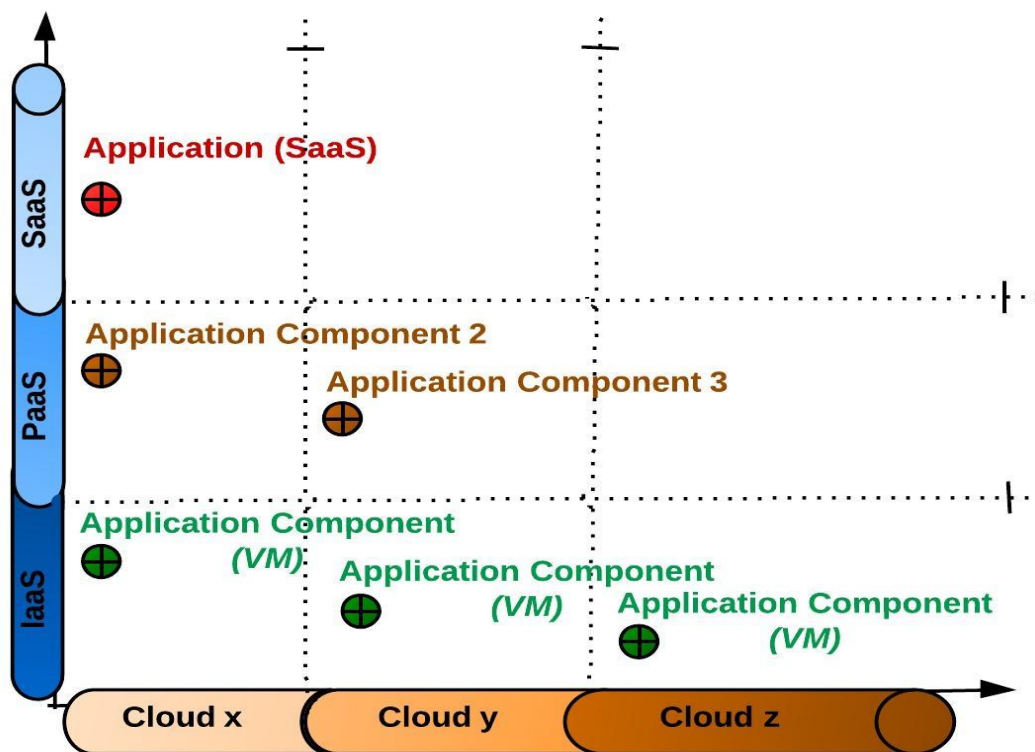 Application (SaaS)
SaaS
Application Component 2
Application Component 3
PaaS
Application Component
(VM)
Application Component
(VM)
Application Component
(VM)
IaaS
Cloud x
Cloud y
Cloud z